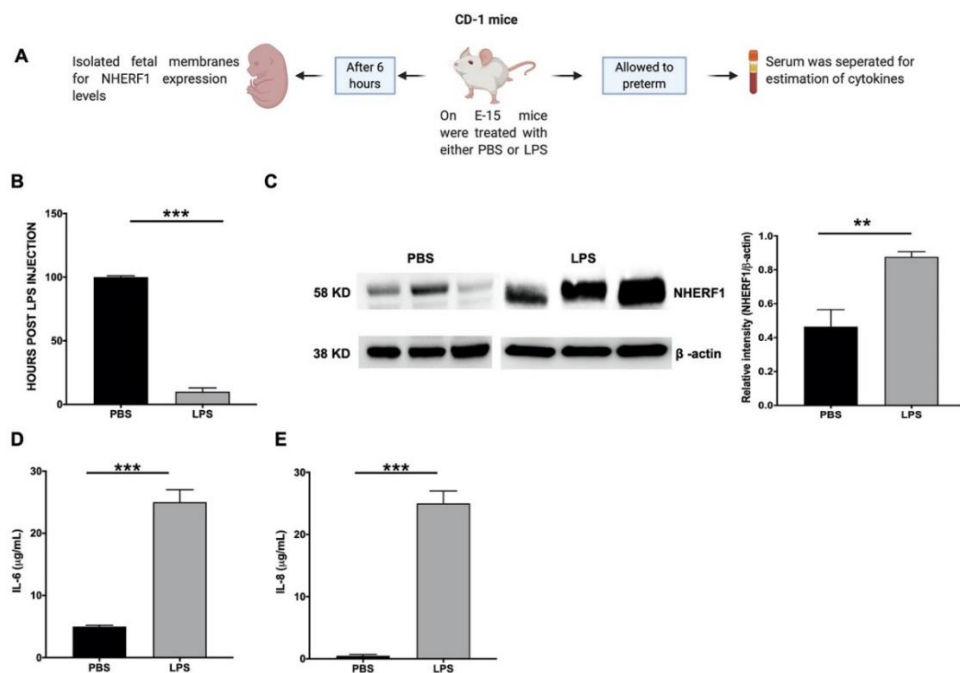 CD-1 mice
A
Isolated fetal membranes
for NHERF1 expression
levels
After 6
hours
On E-15 mice
were treated with
either PBS or LPS
Allowed to
preterm
Serum was seperated for
estimation of cytokines
B
HOURS POST LPS INJECTION
150
100
50
0
***
PBS
LPS
C
PBS
LPS
58 KD
NHERF1
38 KD
β -actin
Relative intensity (NHERF1/β-actin)
1.0
0.8
0.6
0.4
0.2
0.0
**
PBS
LPS
D
IL-6 (µg/mL)
30
20
10
0
***
PBS
LPS
E
IL-8 (µg/mL)
30
20
10
0
***
PBS
LPS